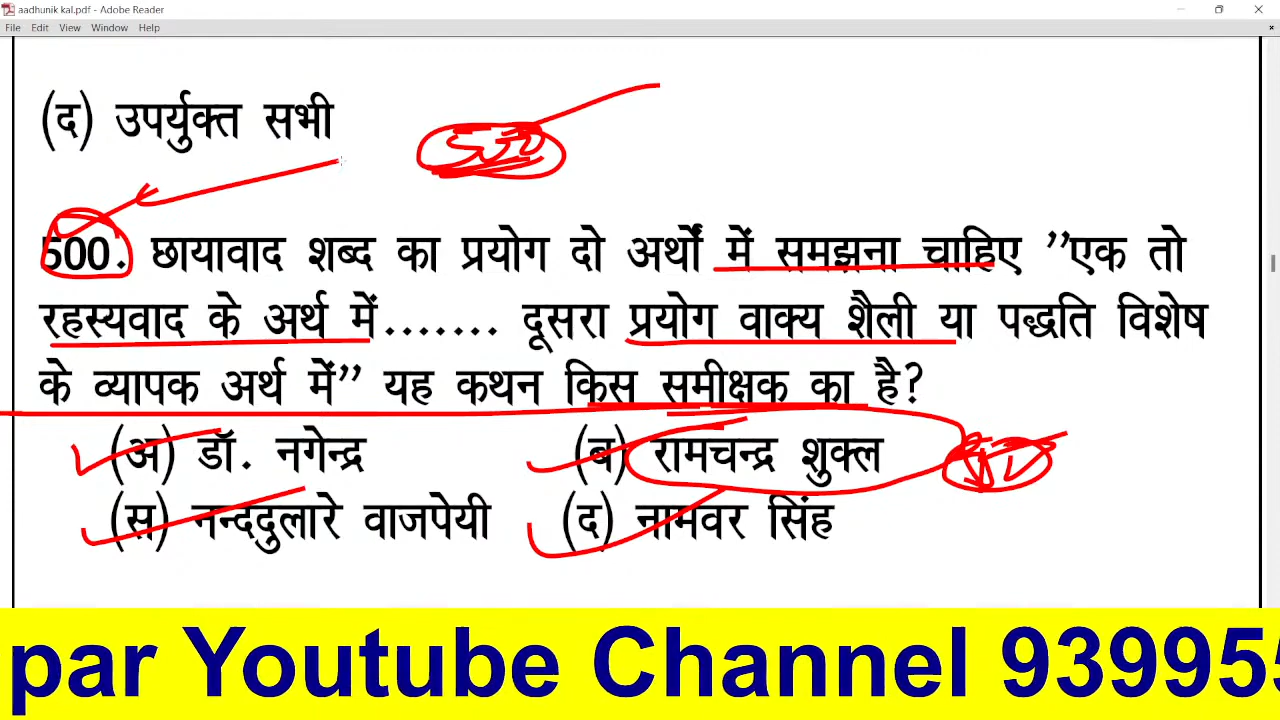 aadhunik kal.pdf - Adobe Reader
File Edit View Window Help
(द) उपर्युक्त सभी
500. छायावाद शब्द का प्रयोग दो अर्थों में समझना चाहिए ”एक तो
रहस्यवाद के अर्थ में....... दूसरा प्रयोग वाक्य शैली या पद्धति विशेष
के व्यापक अर्थ में” यह कथन किस समीक्षक का है?
(अ) डॉ. नगेन्द्र (ब) रामचन्द्र शुक्ल
(स) नन्ददुलारे वाजपेयी (द) नामवर सिंह
par Youtube Channel 939955